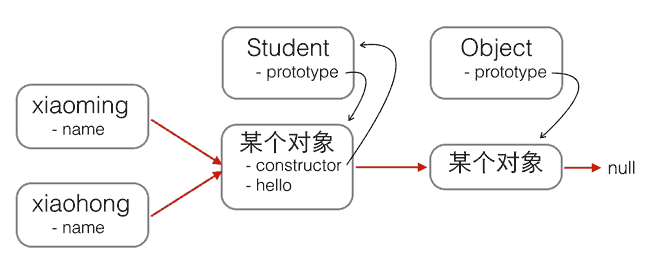 Student
- prototype
Object
- prototype
xiaoming
- name
某个对象
- constructor
- hello
某个对象
null
xiaohong
- name